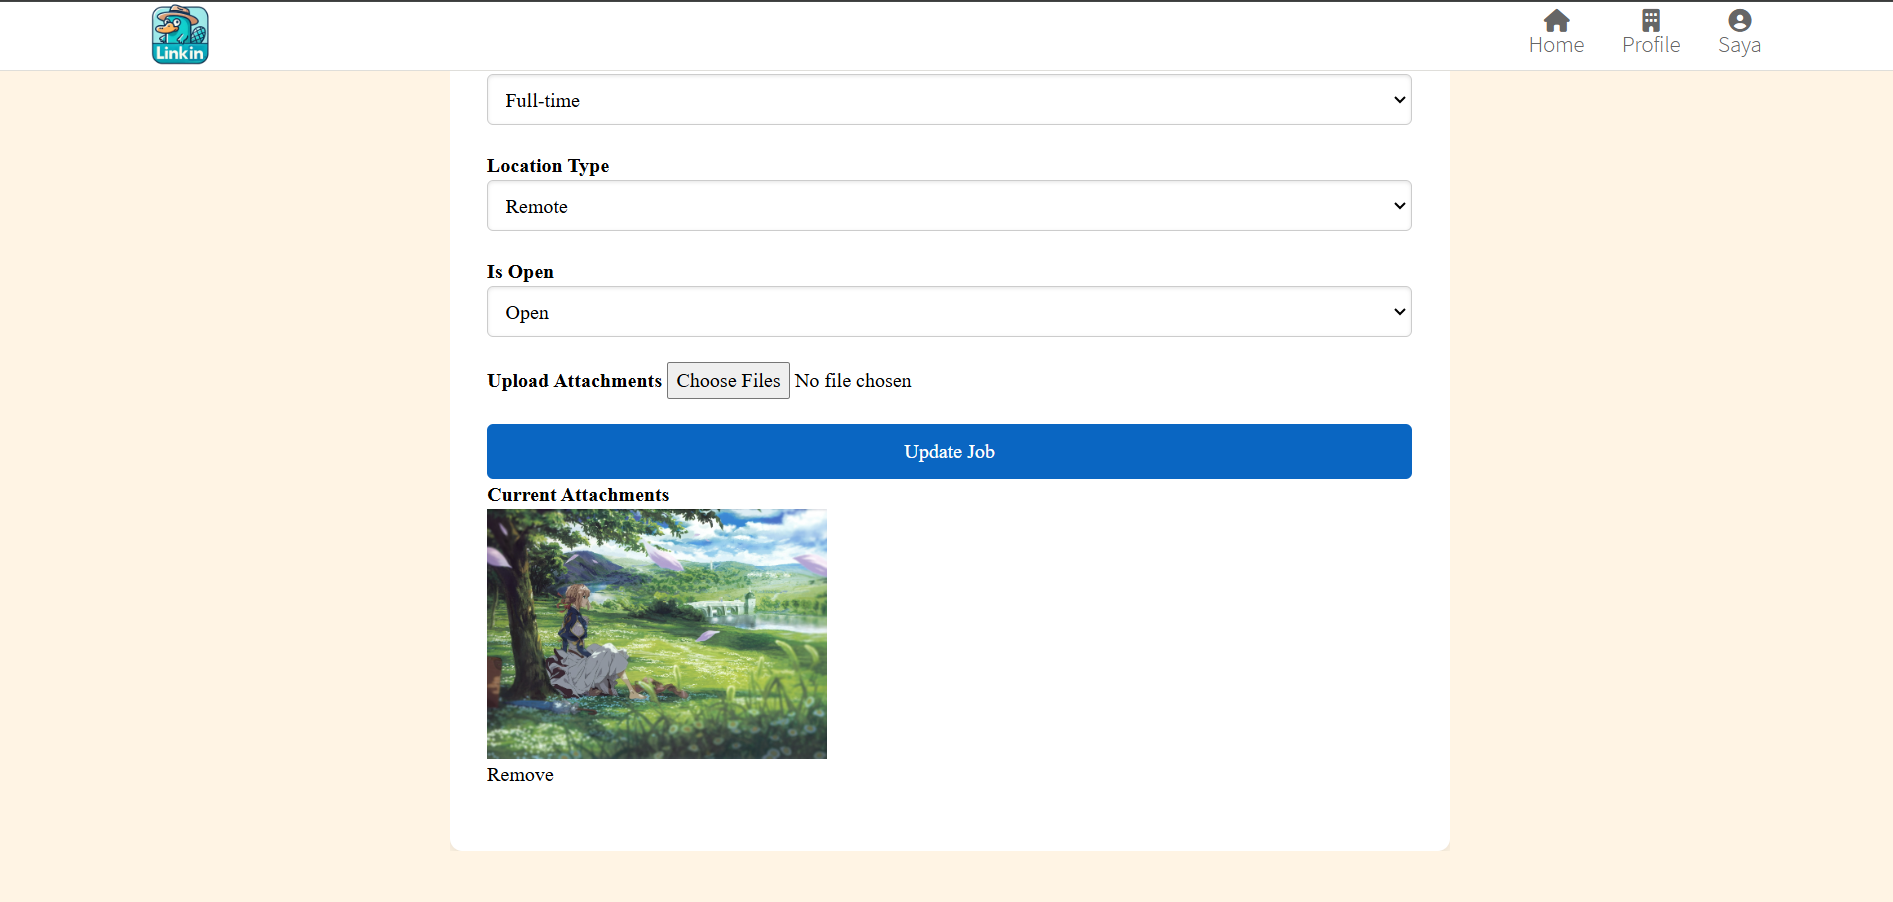 Linkin
Home
Profile
Saya
Full-time
Location Type
Remote
Is Open
Open
Upload Attachments Choose Files No file chosen
Update Job
Current Attachments
Remove